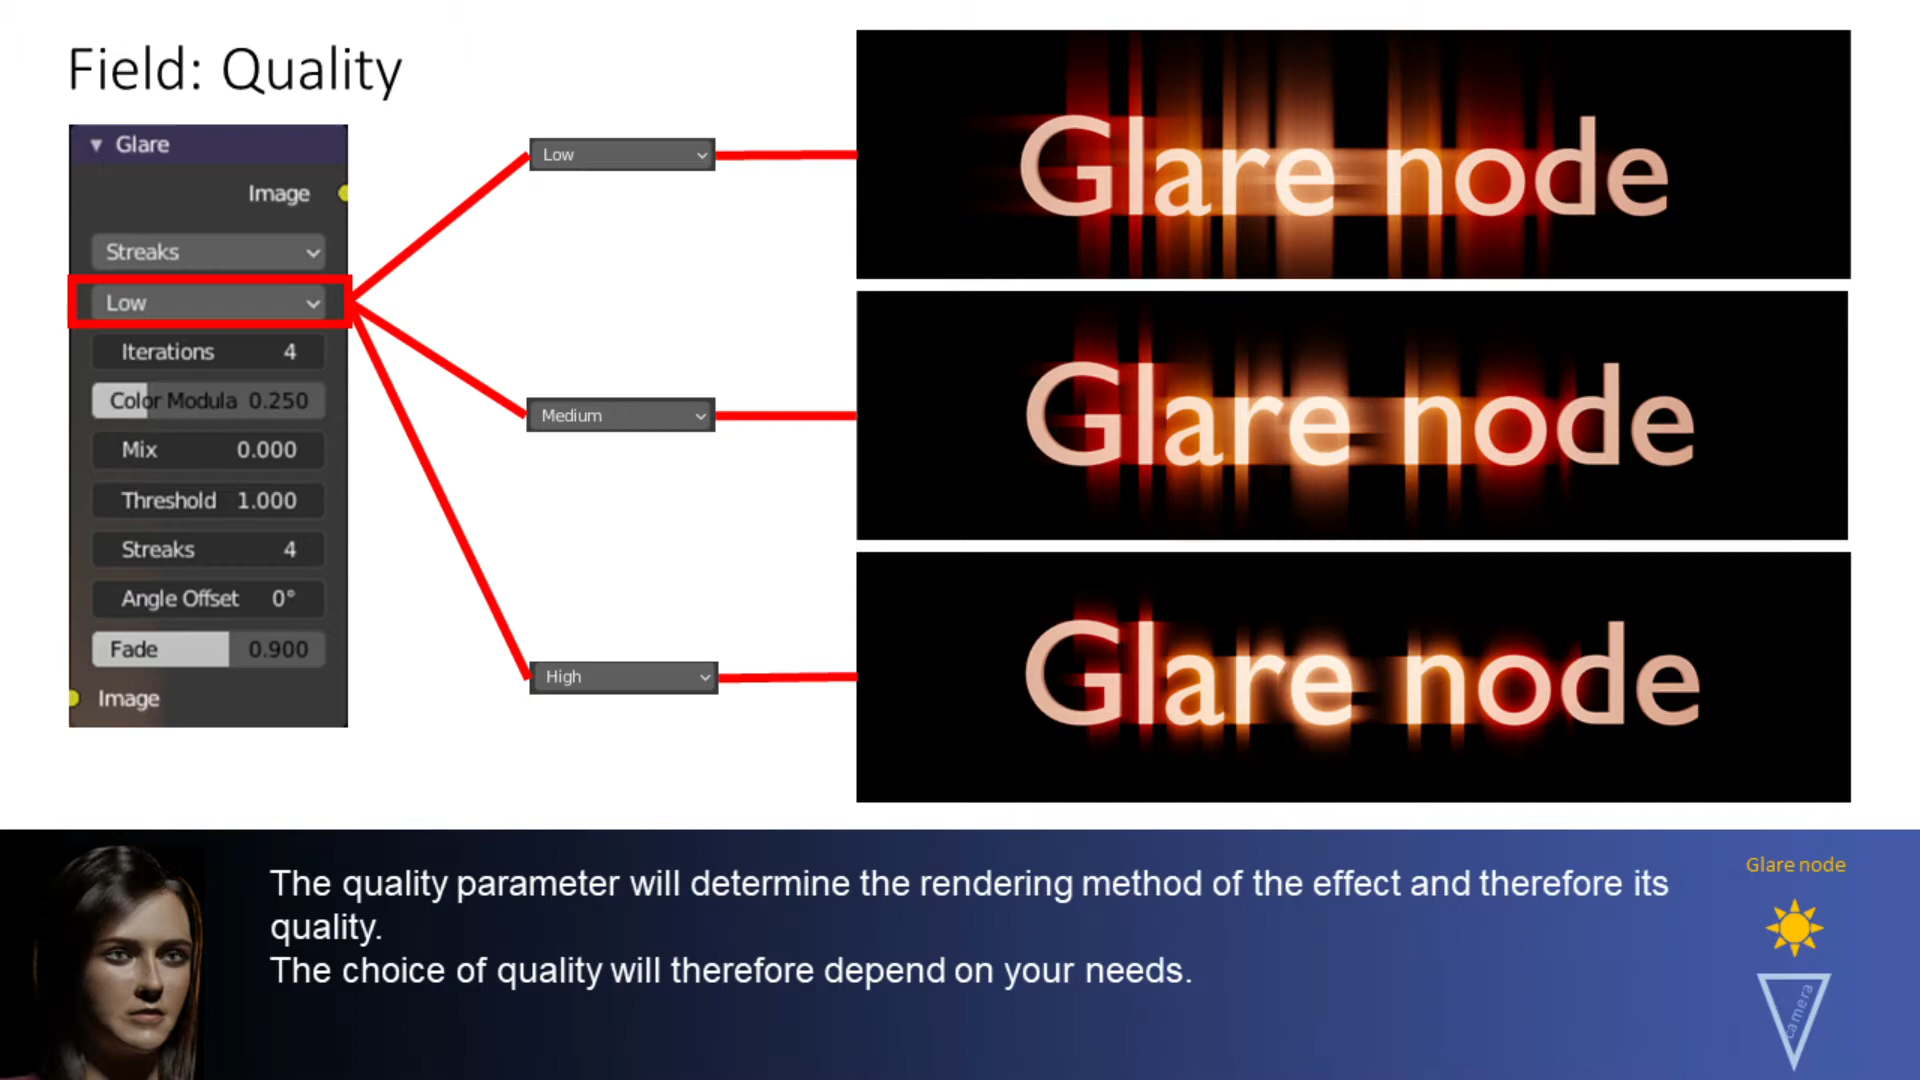 Field: Quality
Glare
Image
Streaks
Low
Iterations 4
Color Modula 0.250
Mix 0.000
Threshold 1.000
Streaks 4
Angle Offset 0°
Fade 0.900
Image
Low
Medium
High
Glare node
Glare node
Glare node
The quality parameter will determine the rendering method of the effect and therefore its
quality.
The choice of quality will therefore depend on your needs.
Glare node
camera